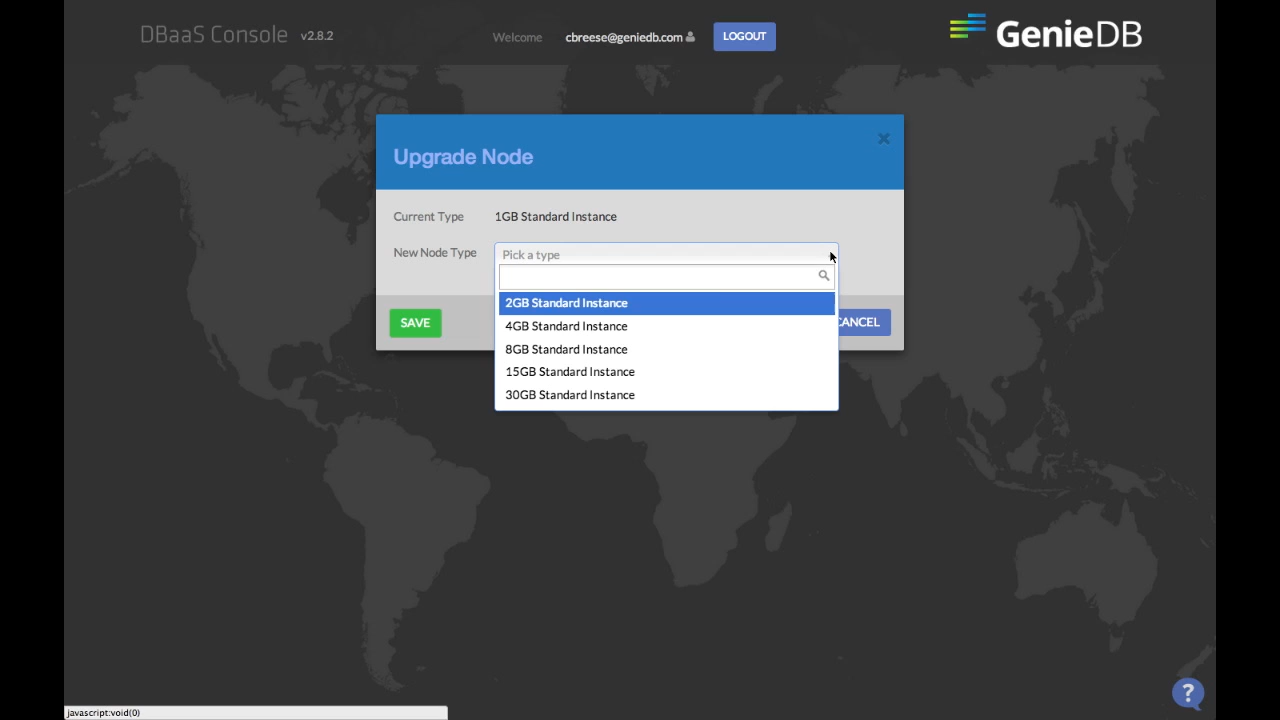 DBaaS Console v2.8.2 Welcome cbreese@geniedb.com LOGOUT GenieDB
Upgrade Node
Current Type 1GB Standard Instance
New Node Type Pick a type
2GB Standard Instance
4GB Standard Instance
SAVE CANCEL
8GB Standard Instance
15GB Standard Instance
30GB Standard Instance
?
javascript:void(0)